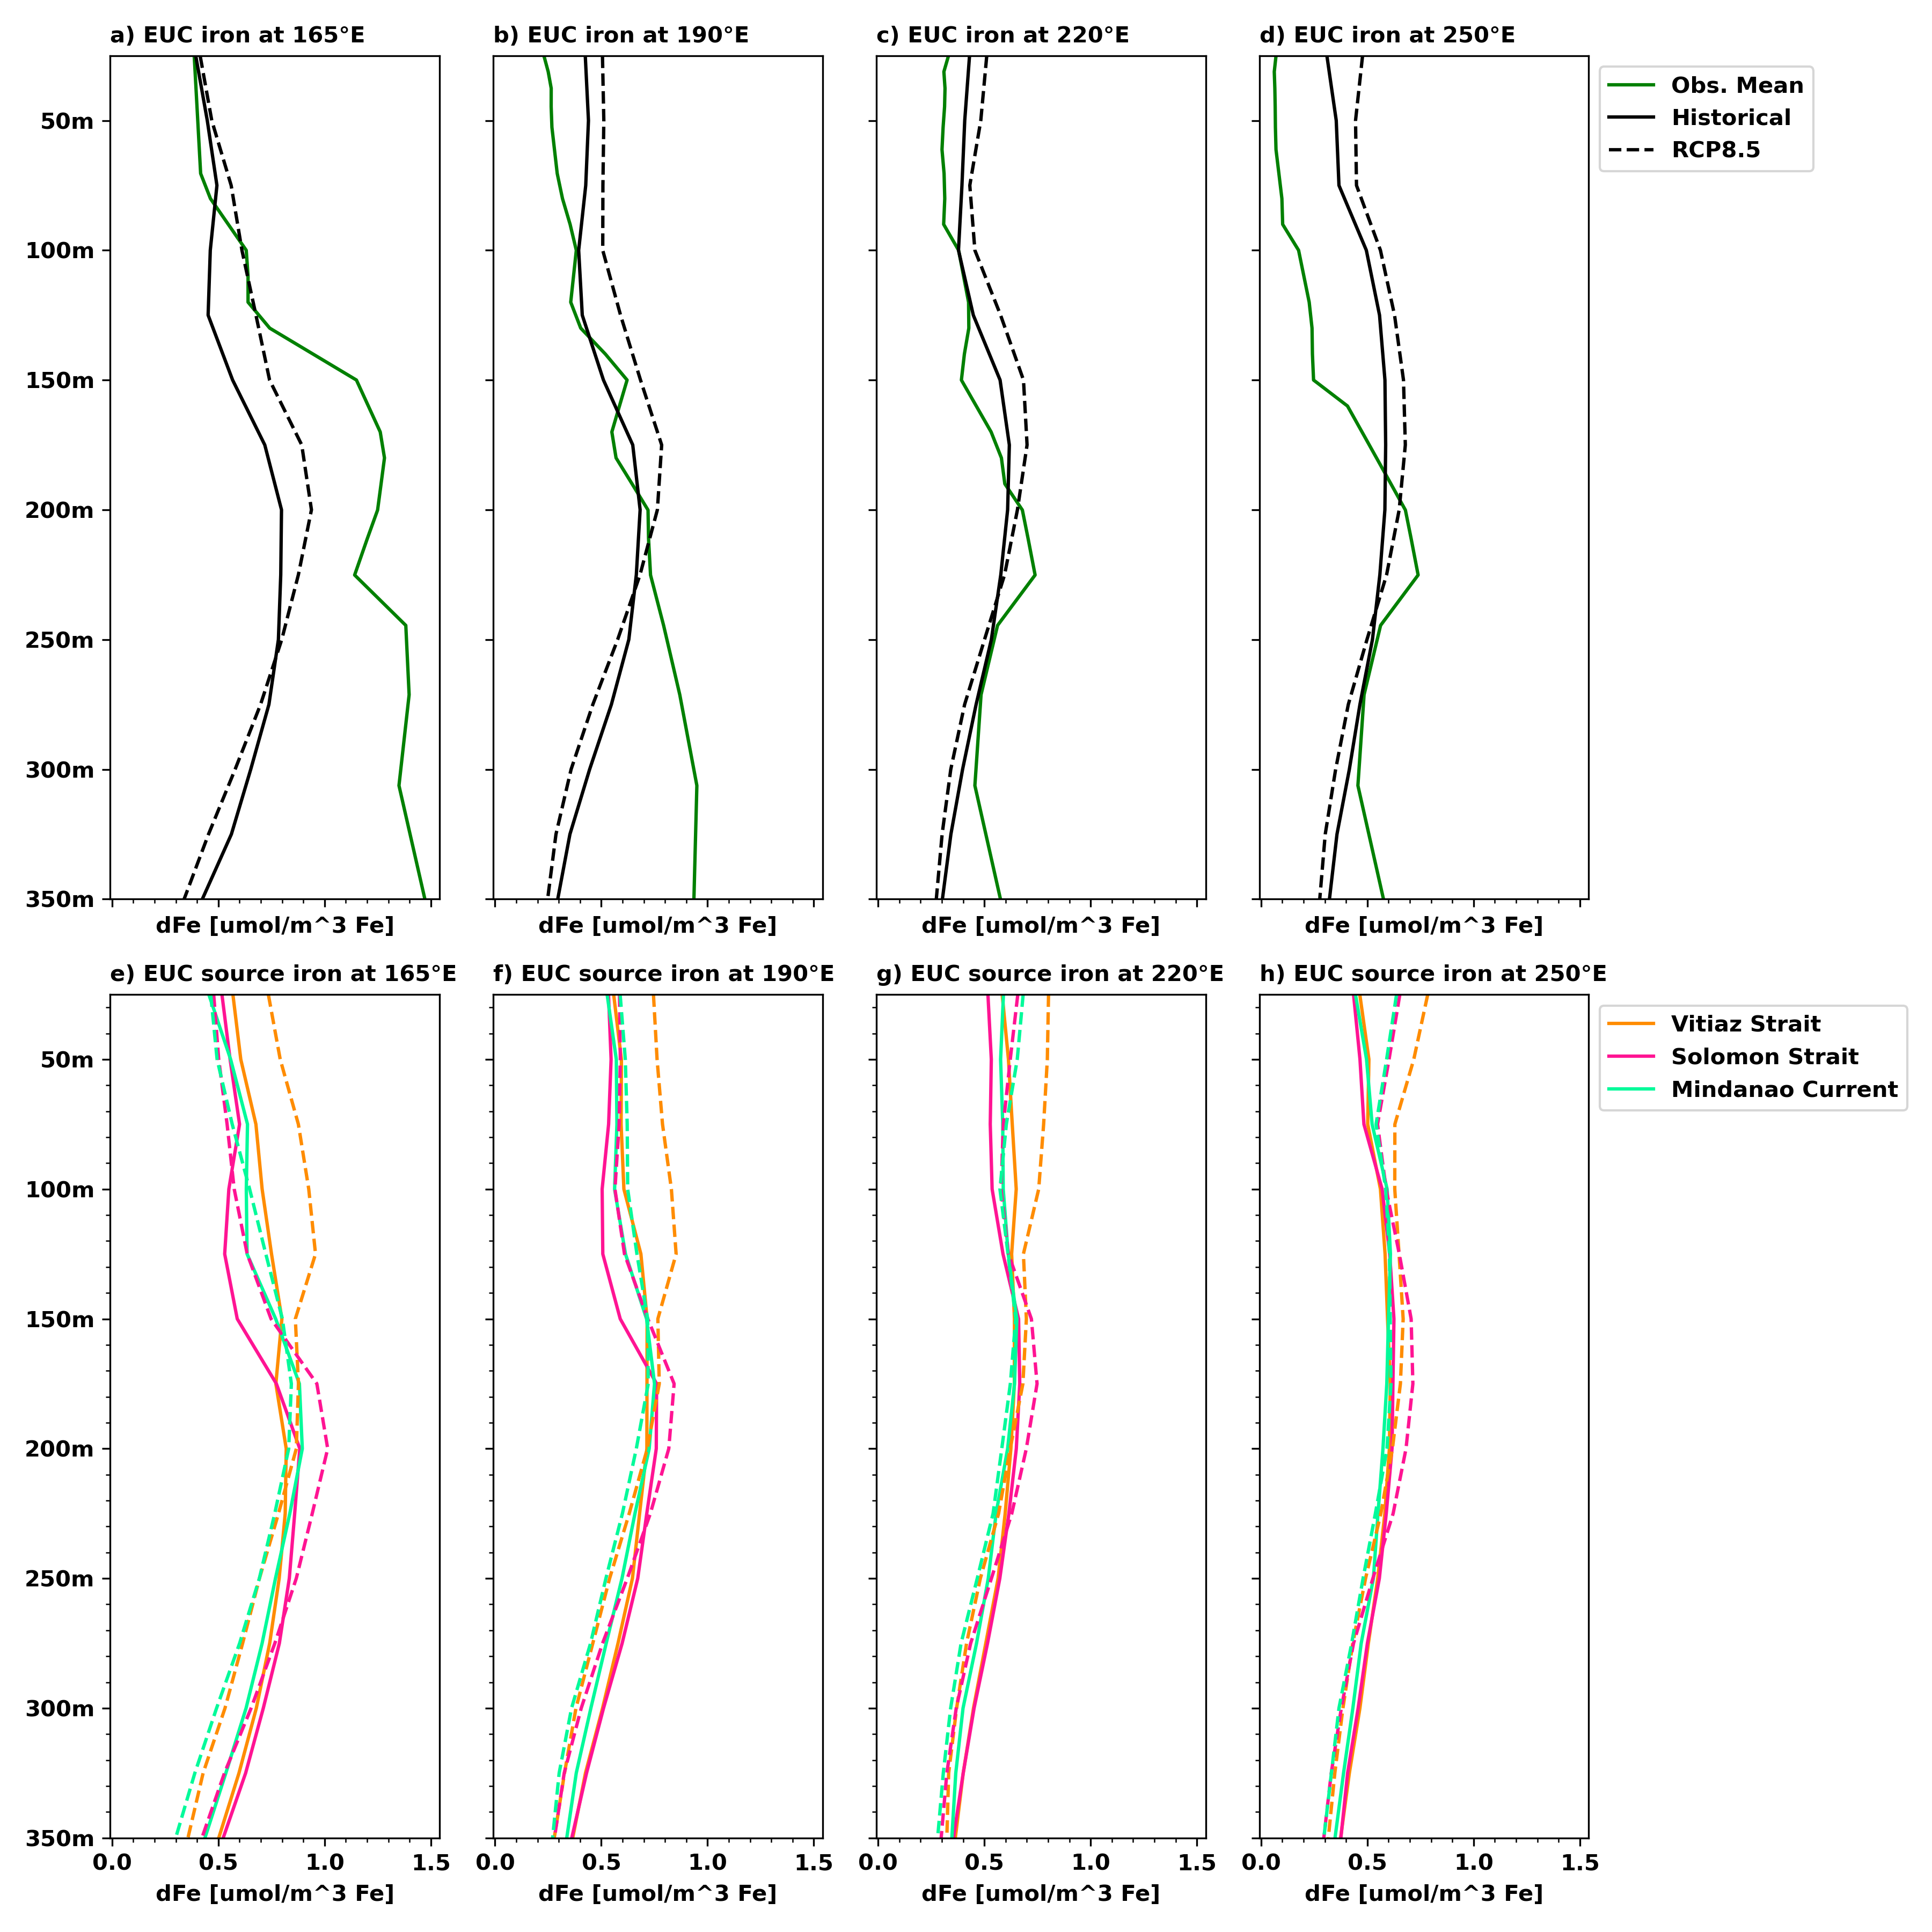 a) EUC iron at 165°E
b) EUC iron at 190°E
c) EUC iron at 220°E
d) EUC iron at 250°E
Obs. Mean
Historical
RCP8.5
50m
100m
150m
200m
250m
300m
350m
dFe [umol/m^3 Fe]
dFe [umol/m^3 Fe]
dFe [umol/m^3 Fe]
dFe [umol/m^3 Fe]
e) EUC source iron at 165°E
f) EUC source iron at 190°E
g) EUC source iron at 220°E
h) EUC source iron at 250°E
Vitiaz Strait
Solomon Strait
Mindanao Current
50m
100m
150m
200m
250m
300m
350m
0.0 0.5 1.0 1.5
0.0 0.5 1.0 1.5
0.0 0.5 1.0 1.5
0.0 0.5 1.0 1.5
dFe [umol/m^3 Fe]
dFe [umol/m^3 Fe]
dFe [umol/m^3 Fe]
dFe [umol/m^3 Fe]